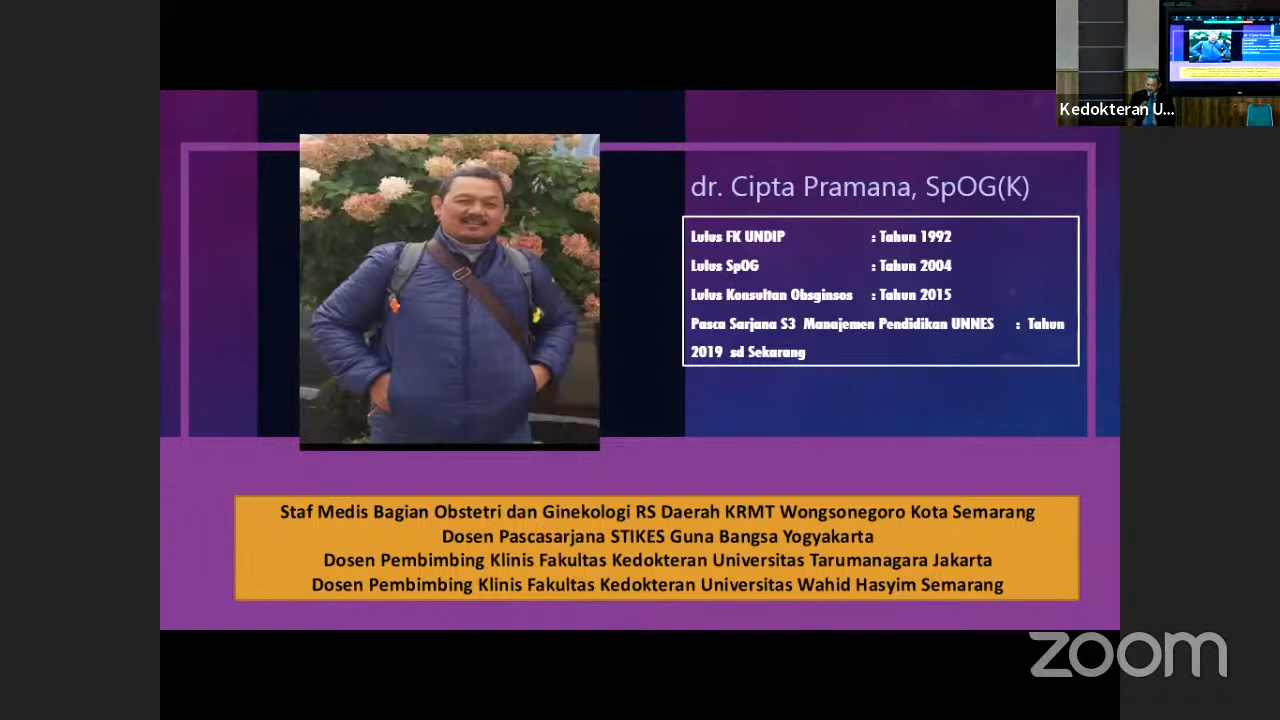 Kedokteran U...
dr. Cipta Pramana, SpOG(K)
Lulus FK UNDIP : Tahun 1992
Lulus SpOG : Tahun 2004
Lulus Konsultan Obsginsos : Tahun 2015
Pasca Sarjana S3 Manajemen Pendidikan UNNES : Tahun
2019 sd Sekarang
Staf Medis Bagian Obstetri dan Ginekologi RS Daerah KRMT Wongsonegoro Kota Semarang
Dosen Pascasarjana STIKES Guna Bangsa Yogyakarta
Dosen Pembimbing Klinis Fakultas Kedokteran Universitas Tarumanagara Jakarta
Dosen Pembimbing Klinis Fakultas Kedokteran Universitas Wahid Hasyim Semarang
zoom